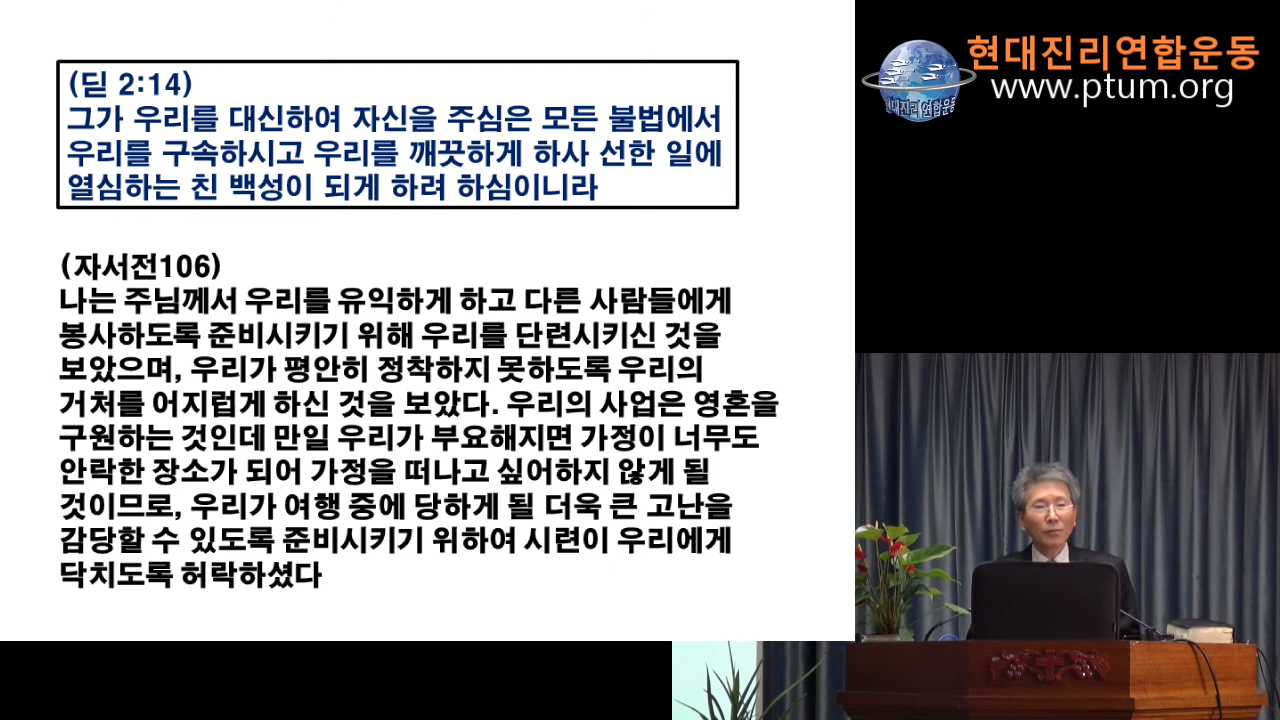 (딛 2:14)
그가 우리를 대신하여 자신을 주심은 모든 불법에서
우리를 구속하시고 우리를 깨끗하게 하사 선한 일에
열심하는 친 백성이 되게 하려 하심이니라
(자서전106)
나는 주님께서 우리를 유익하게 하고 다른 사람들에게
봉사하도록 준비시키기 위해 우리를 단련시키신 것을
보았으며, 우리가 평안히 정착하지 못하도록 우리의
거처를 어지럽게 하신 것을 보았다. 우리의 사업은 영혼을
구원하는 것인데 만일 우리가 부요해지면 가정이 너무도
안락한 장소가 되어 가정을 떠나고 싶어하지 않게 될
것이므로, 우리가 여행 중에 당하게 될 더욱 큰 고난을
감당할 수 있도록 준비시키기 위하여 시련이 우리에게
닥치도록 허락하셨다
현대진리연합운동
www.ptum.org
현대진리연합운동